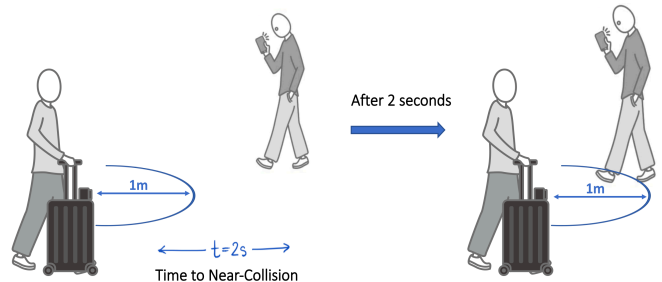 After 2 seconds
1m
1m
t=2s
Time to Near-Collision